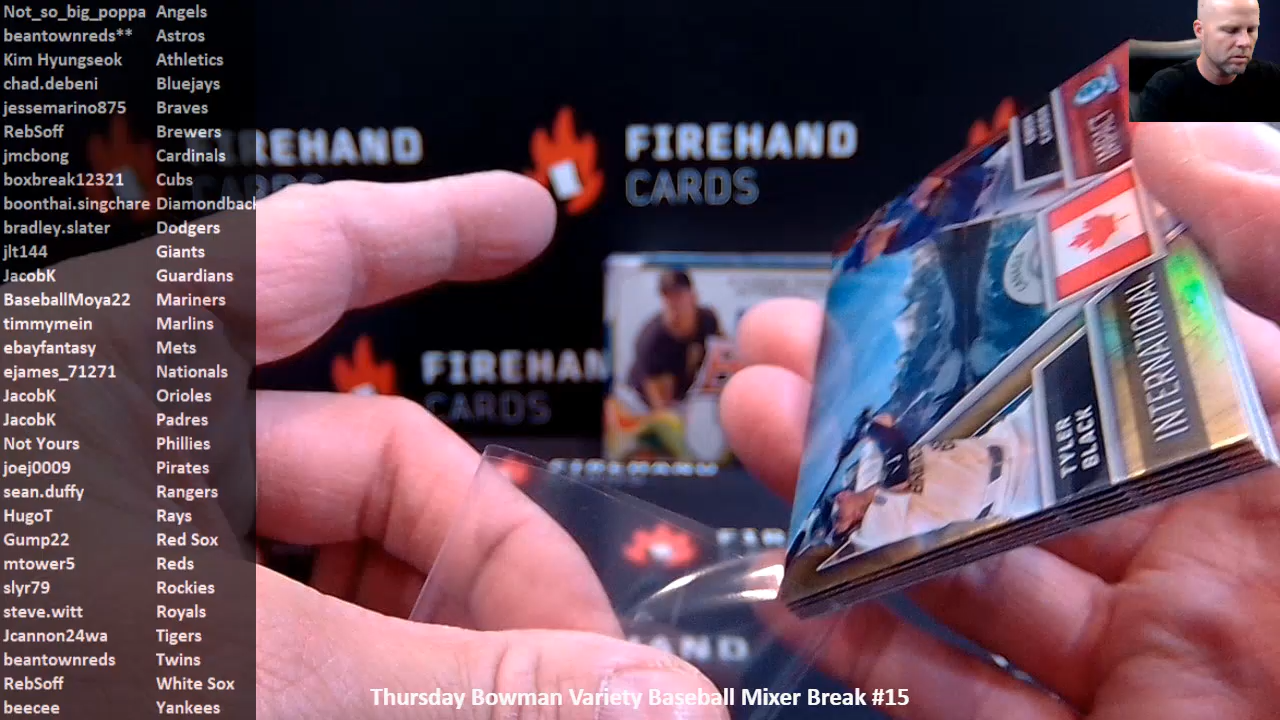 Not_so_big_poppa Angels
beantownreds** Astros
Kim Hyungseok Athletics
chad.debeni Bluejays
jessemarino875 Braves
RebSoff Brewers
jmcbong Cardinals
boxbreak12321 Cubs
boonthai.singchare Diamondback
bradley.slater Dodgers
jlt144 Giants
JacobK Guardians
BaseballMoya22 Mariners
timmymein Marlins
ebayfantasy Mets
ejames_71271 Nationals
JacobK Orioles
JacobK Padres
Not Yours Phillies
joej0009 Pirates
sean.duffy Rangers
HugoT Rays
Gump22 Red Sox
mtower5 Reds
slyr79 Rockies
steve.witt Royals
Jcannon24wa Tigers
beantownreds Twins
RebSoff White Sox
beecee Yankees
FIREHAND
FIREHAND
CARDS
FIREHAN
CARDS
FIREHAND
TYLER
BLACK
INTERNATIONAL
Thursday Bowman Variety Baseball Mixer Break #15